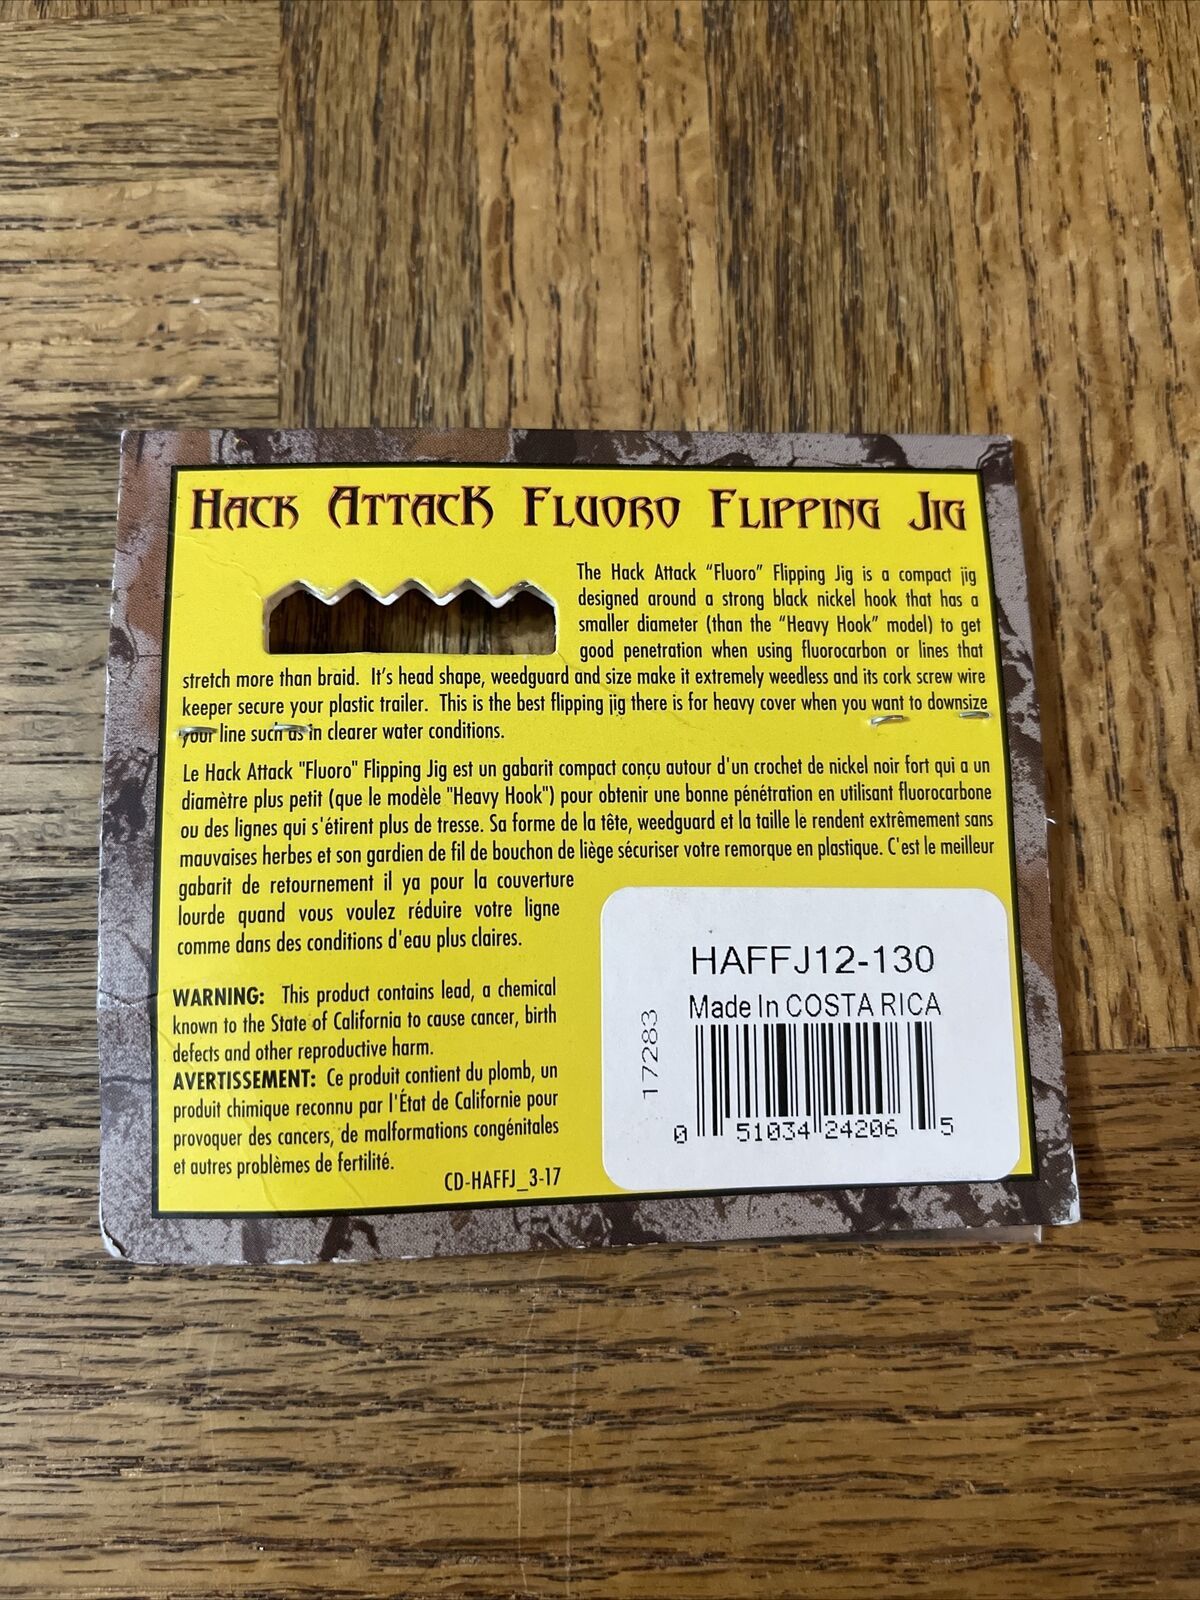 HACK ATTACK FLUORO FLIPPING JIG
The Hack Attack "Fluoro" Flipping Jig is a compact jig
designed around a strong black nickel hook that has a
smaller diameter (than the "Heavy Hook" model) to get
good penetration when using fluorocarbon or lines that
stretch more than braid. It's head shape, weedguard and size make it extremely weedless and its cork screw wire
keeper secure your plastic trailer. This is the best flipping jig there is for heavy cover when you want to downsize
your line such as in clearer water conditions.
Le Hack Attack "Fluoro" Flipping Jig est un gabarit compact conçu autour d'un crochet de nickel noir fort qui a un
diamètre plus petit (que le modèle "Heavy Hook") pour obtenir une bonne pénétration en utilisant fluorocarbone
ou des lignes qui s'étirent plus de tresse. Sa forme de la tête, weedguard et la taille le rendent extrêmement sans
mauvaises herbes et son gardien de fil de bouchon de liège sécuriser votre remorque en plastique. C'est le meilleur
gabarit de retournement il ya pour la couverture
lourde quand vous voulez réduire votre ligne
comme dans des conditions d'eau plus claires.
WARNING: This product contains lead, a chemical
known to the State of California to cause cancer, birth
defects and other reproductive harm.
AVERTISSEMENT: Ce produit contient du plomb, un
produit chimique reconnu par l'État de Californie pour
provoquer des cancers, de malformations congénitales
et autres problèmes de fertilité.
CD-HAFFJ_3-17
HAFFJ12-130
Made In COSTA RICA
17283
0 51034 24206 5